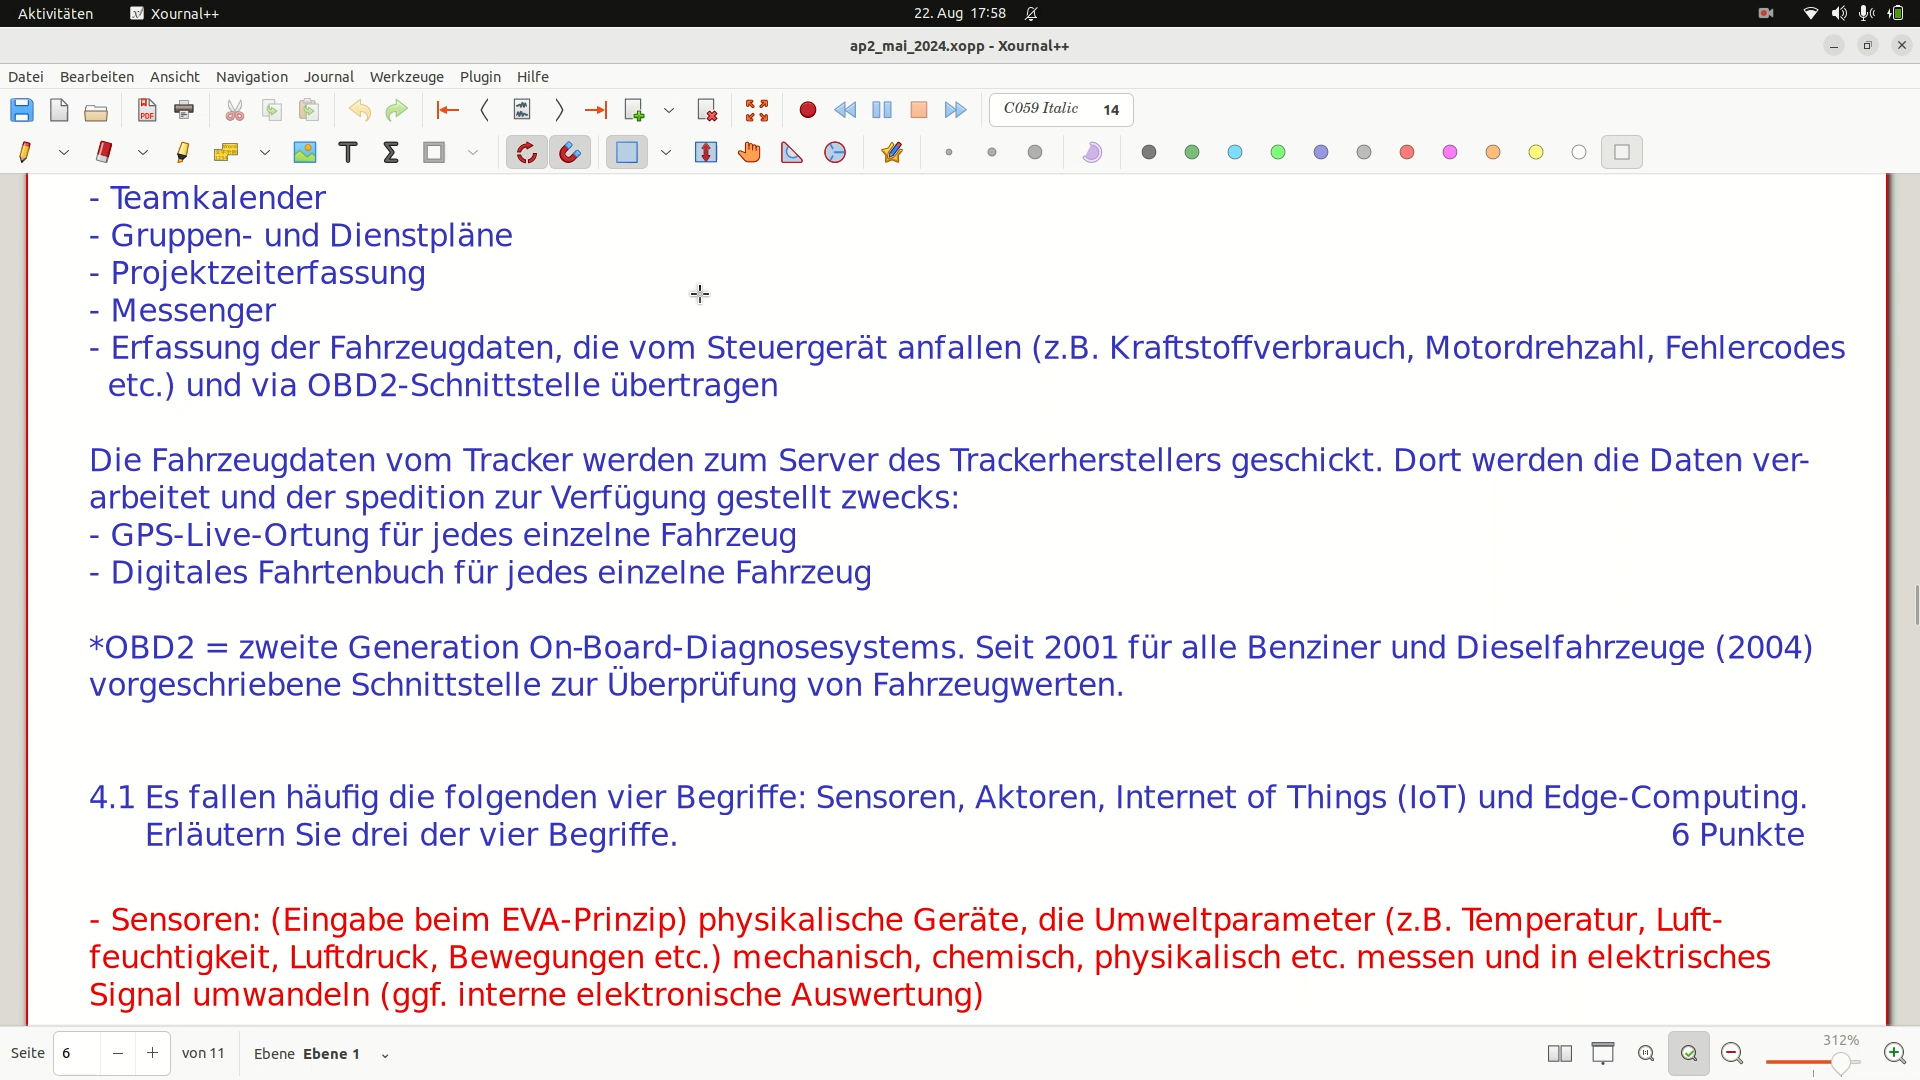 Aktivitäten Xournal++ 22. Aug 17:58
ap2_mai_2024.xopp - Xournal++
Datei Bearbeiten Ansicht Navigation Journal Werkzeuge Plugin Hilfe
C059 Italic 14
- Teamkalender
- Gruppen- und Dienstpläne
- Projektzeiterfassung
- Messenger
- Erfassung der Fahrzeugdaten, die vom Steuergerät anfallen (z.B. Kraftstoffverbrauch, Motordrehzahl, Fehlercodes
etc.) und via OBD2-Schnittstelle übertragen
Die Fahrzeugdaten vom Tracker werden zum Server des Trackerherstellers geschickt. Dort werden die Daten ver-
arbeitet und der spedition zur Verfügung gestellt zwecks:
- GPS-Live-Ortung für jedes einzelne Fahrzeug
- Digitales Fahrtenbuch für jedes einzelne Fahrzeug
*OBD2 = zweite Generation On-Board-Diagnosesystems. Seit 2001 für alle Benziner und Dieselfahrzeuge (2004)
vorgeschriebene Schnittstelle zur Überprüfung von Fahrzeugwerten.
4.1 Es fallen häufig die folgenden vier Begriffe: Sensoren, Aktoren, Internet of Things (IoT) und Edge-Computing.
Erläutern Sie drei der vier Begriffe. 6 Punkte
- Sensoren: (Eingabe beim EVA-Prinzip) physikalische Geräte, die Umweltparameter (z.B. Temperatur, Luft-
feuchtigkeit, Luftdruck, Bewegungen etc.) mechanisch, chemisch, physikalisch etc. messen und in elektrisches
Signal umwandeln (ggf. interne elektronische Auswertung)
Seite 6 von 11 Ebene Ebene 1 312%